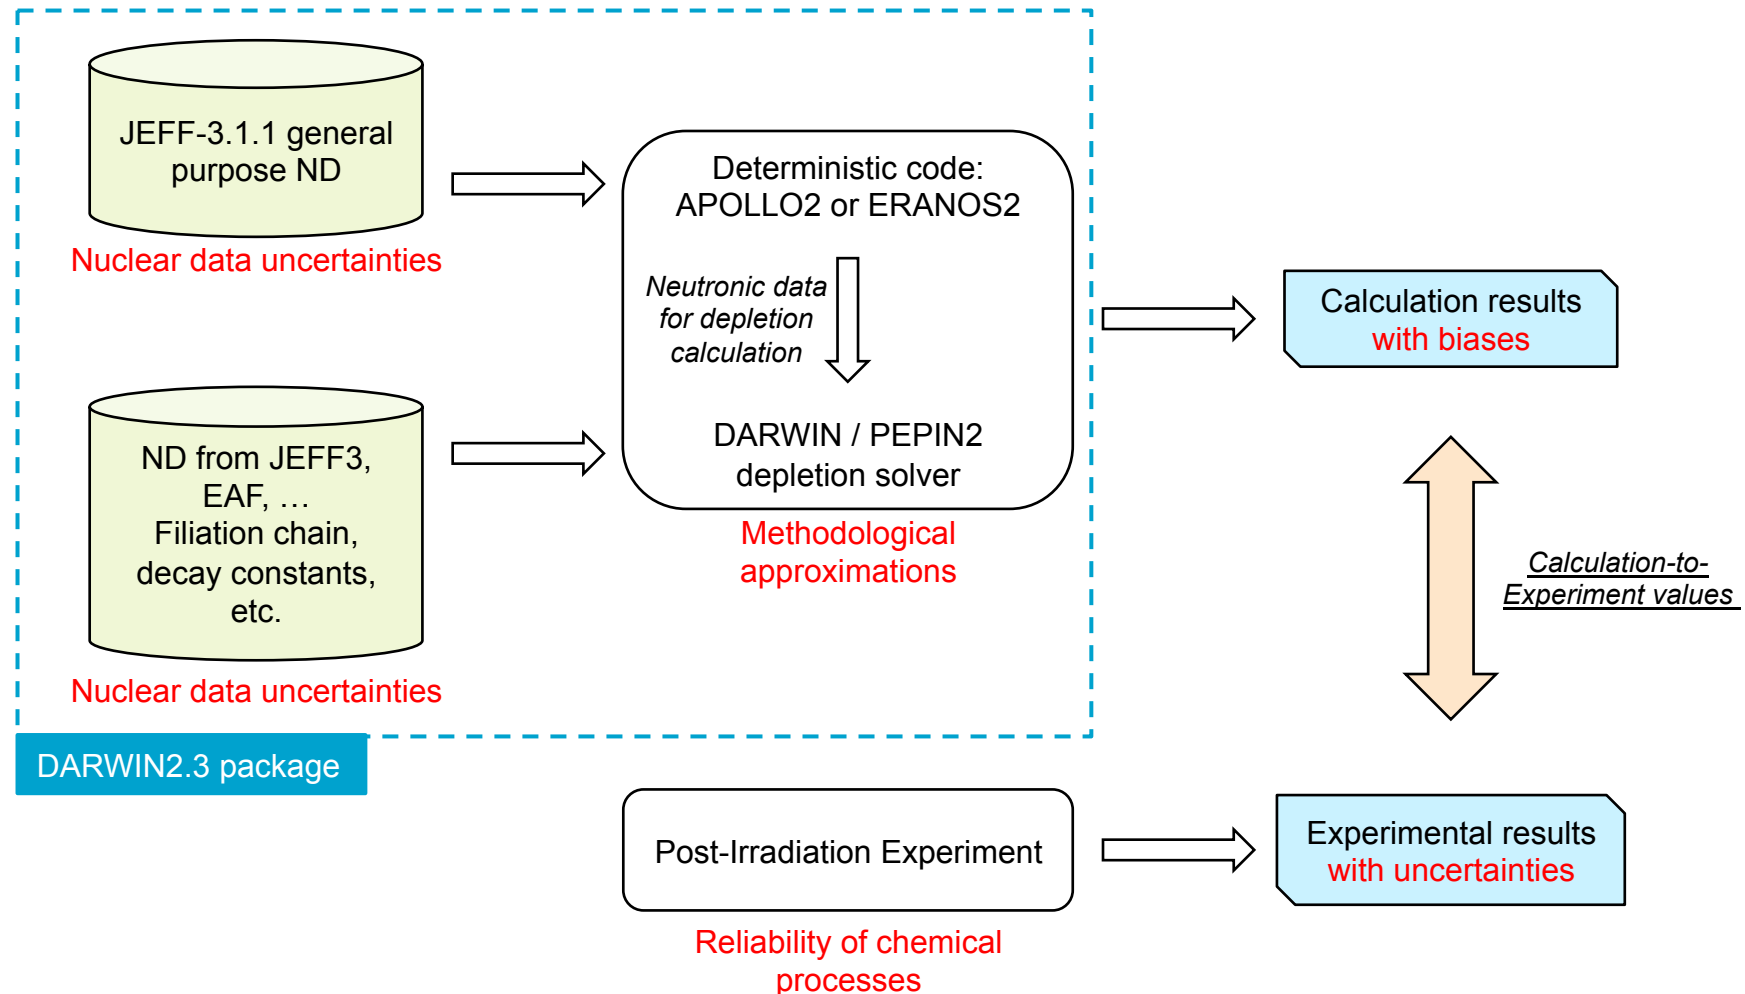 JEFF-3.1.1 general
purpose ND
Nuclear data uncertainties
ND from JEFF3,
EAF, …
Filiation chain,
decay constants,
etc.
Nuclear data uncertainties
DARWIN2.3 package
Deterministic code:
APOLLO2 or ERANOS2
Neutronic data
for depletion
calculation
DARWIN / PEPIN2
depletion solver
Methodological
approximations
Calculation results
with biases
Calculation-to-
Experiment values
Post-Irradiation Experiment
Reliability of chemical
processes
Experimental results
with uncertainties